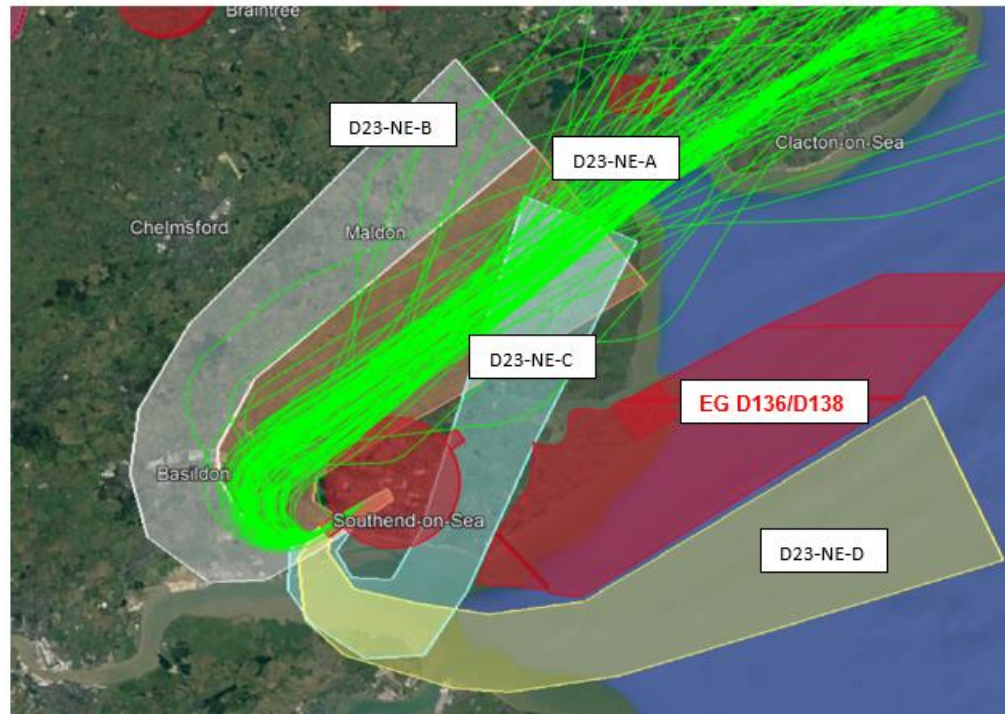 Braintree
D23-NE-B
D23-NE-A
Clacton-on-Sea
Chelmsford
Maldon
D23-NE-C
EG D136/D138
Basildon
Southend-on-Sea
D23-NE-D